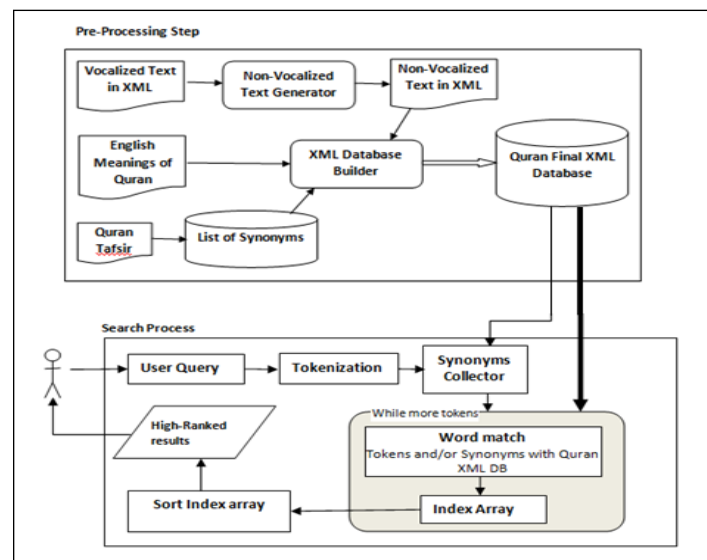 Pre-Processing Step
Vocalized Text
in XML
Non-Vocalized
Text Generator
Non-Vocalized
Text in XML
English
Meanings of
Quran
XML Database
Builder
Quran Final XML
Database
Quran
Tafsir
List of Synonyms
Search Process
User Query
Tokenization
Synonyms
Collector
While more tokens
High-Ranked
results
Word match
Tokens and/or Synonyms with Quran
XML DB
Sort Index array
Index Array